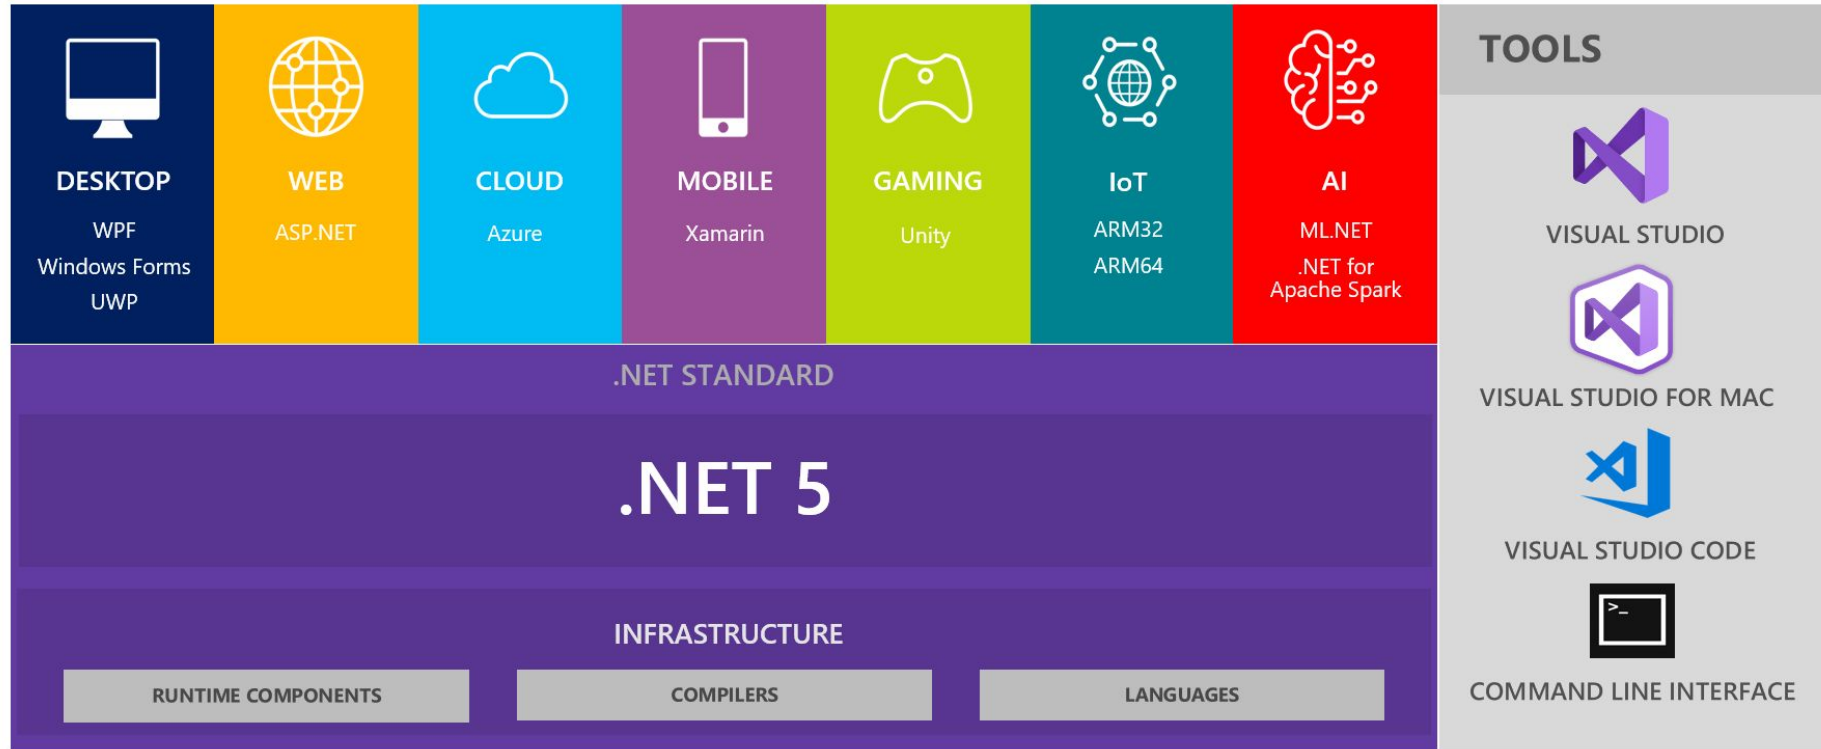 DESKTOP
WPF
Windows Forms
UWP
WEB
ASP.NET
CLOUD
Azure
MOBILE
Xamarin
GAMING
Unity
IoT
ARM32
ARM64
AI
ML.NET
.NET for
Apache Spark
.NET STANDARD
.NET 5
INFRASTRUCTURE
RUNTIME COMPONENTS
COMPILERS
LANGUAGES
TOOLS
VISUAL STUDIO
VISUAL STUDIO FOR MAC
VISUAL STUDIO CODE
>_
COMMAND LINE INTERFACE